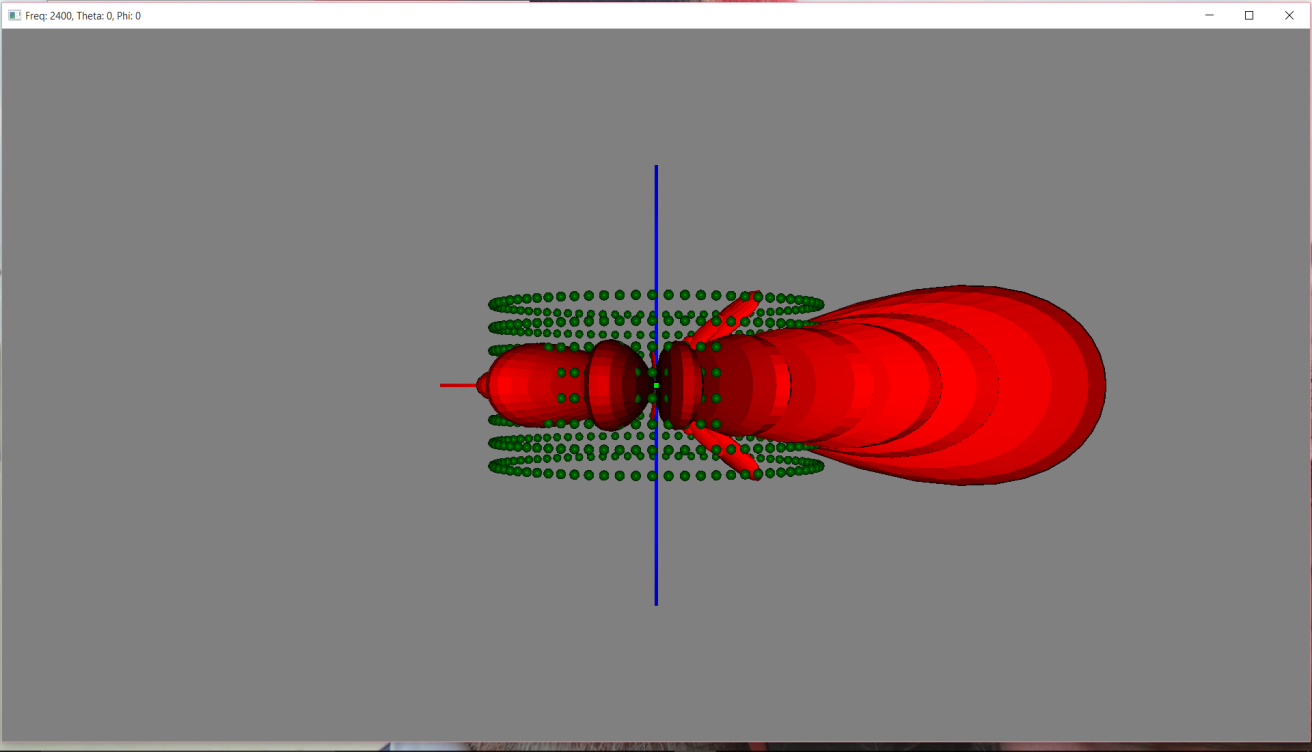 Freq: 2400, Theta: 0, Phi: 0